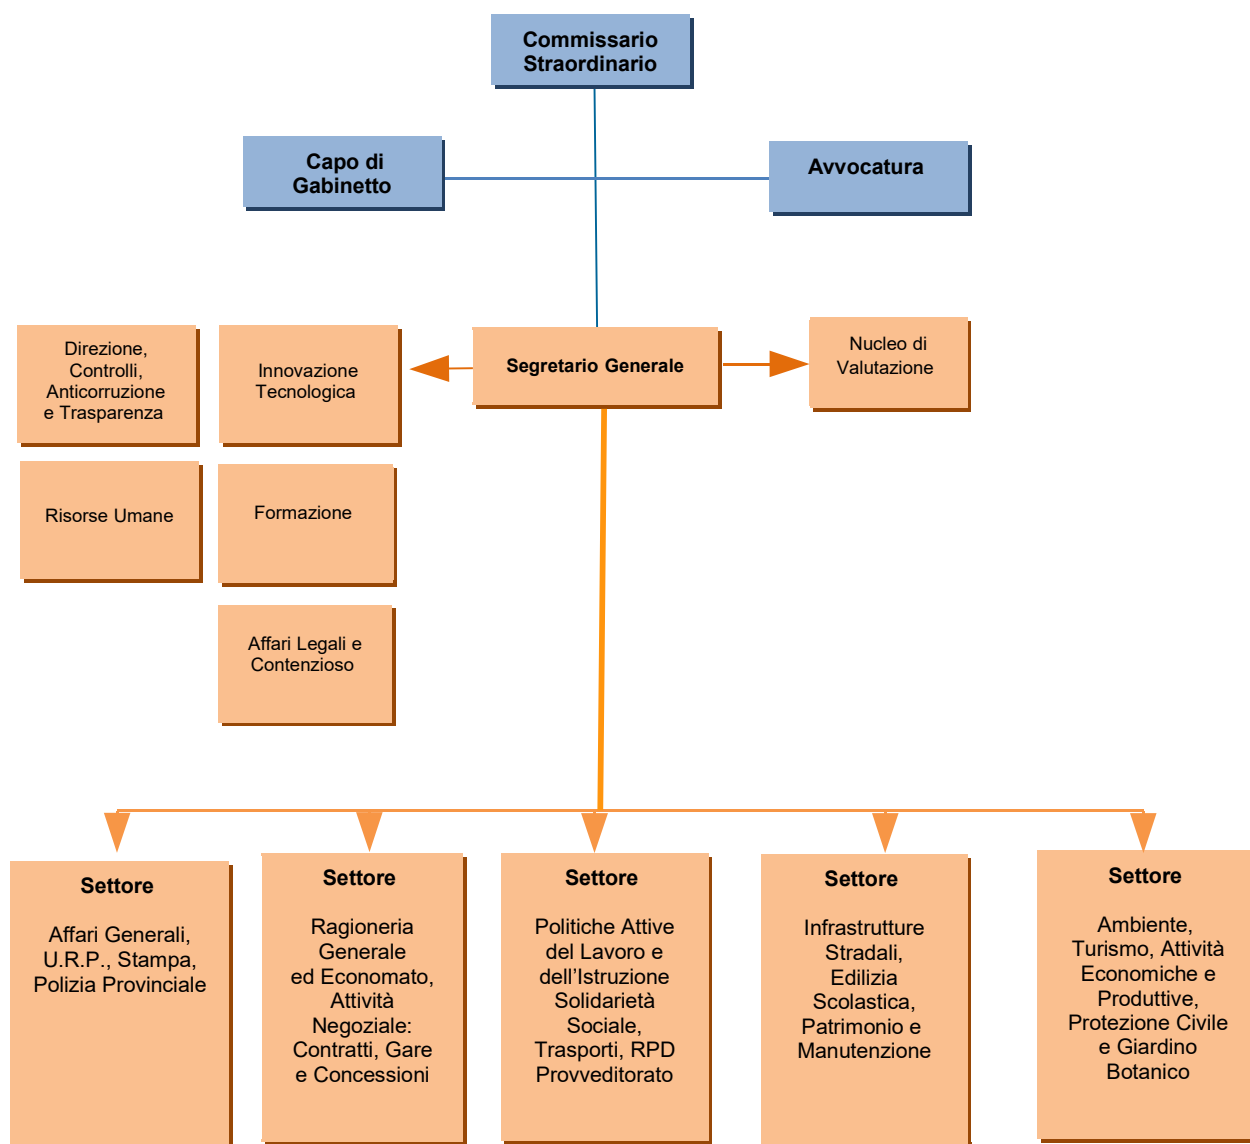 Commissario
Straordinario
Capo di
Gabinetto
Avvocatura
Direzione,
Controlli,
Anticorruzione
e Trasparenza
Innovazione
Tecnologica
Segretario Generale
Nucleo di
Valutazione
Risorse Umane
Formazione
Affari Legali e
Contenzioso
Settore
Affari Generali,
U.R.P., Stampa,
Polizia Provinciale
Settore
Ragioneria
Generale
ed Economato,
Attività
Negoziale:
Contratti, Gare
e Concessioni
Settore
Politiche Attive
del Lavoro e
dell’Istruzione
Solidarietà
Sociale,
Trasporti, RPD
Provveditorato
Settore
Infrastrutture
Stradali,
Edilizia
Scolastica,
Patrimonio e
Manutenzione
Settore
Ambiente,
Turismo, Attività
Economiche e
Produttive,
Protezione Civile
e Giardino
Botanico